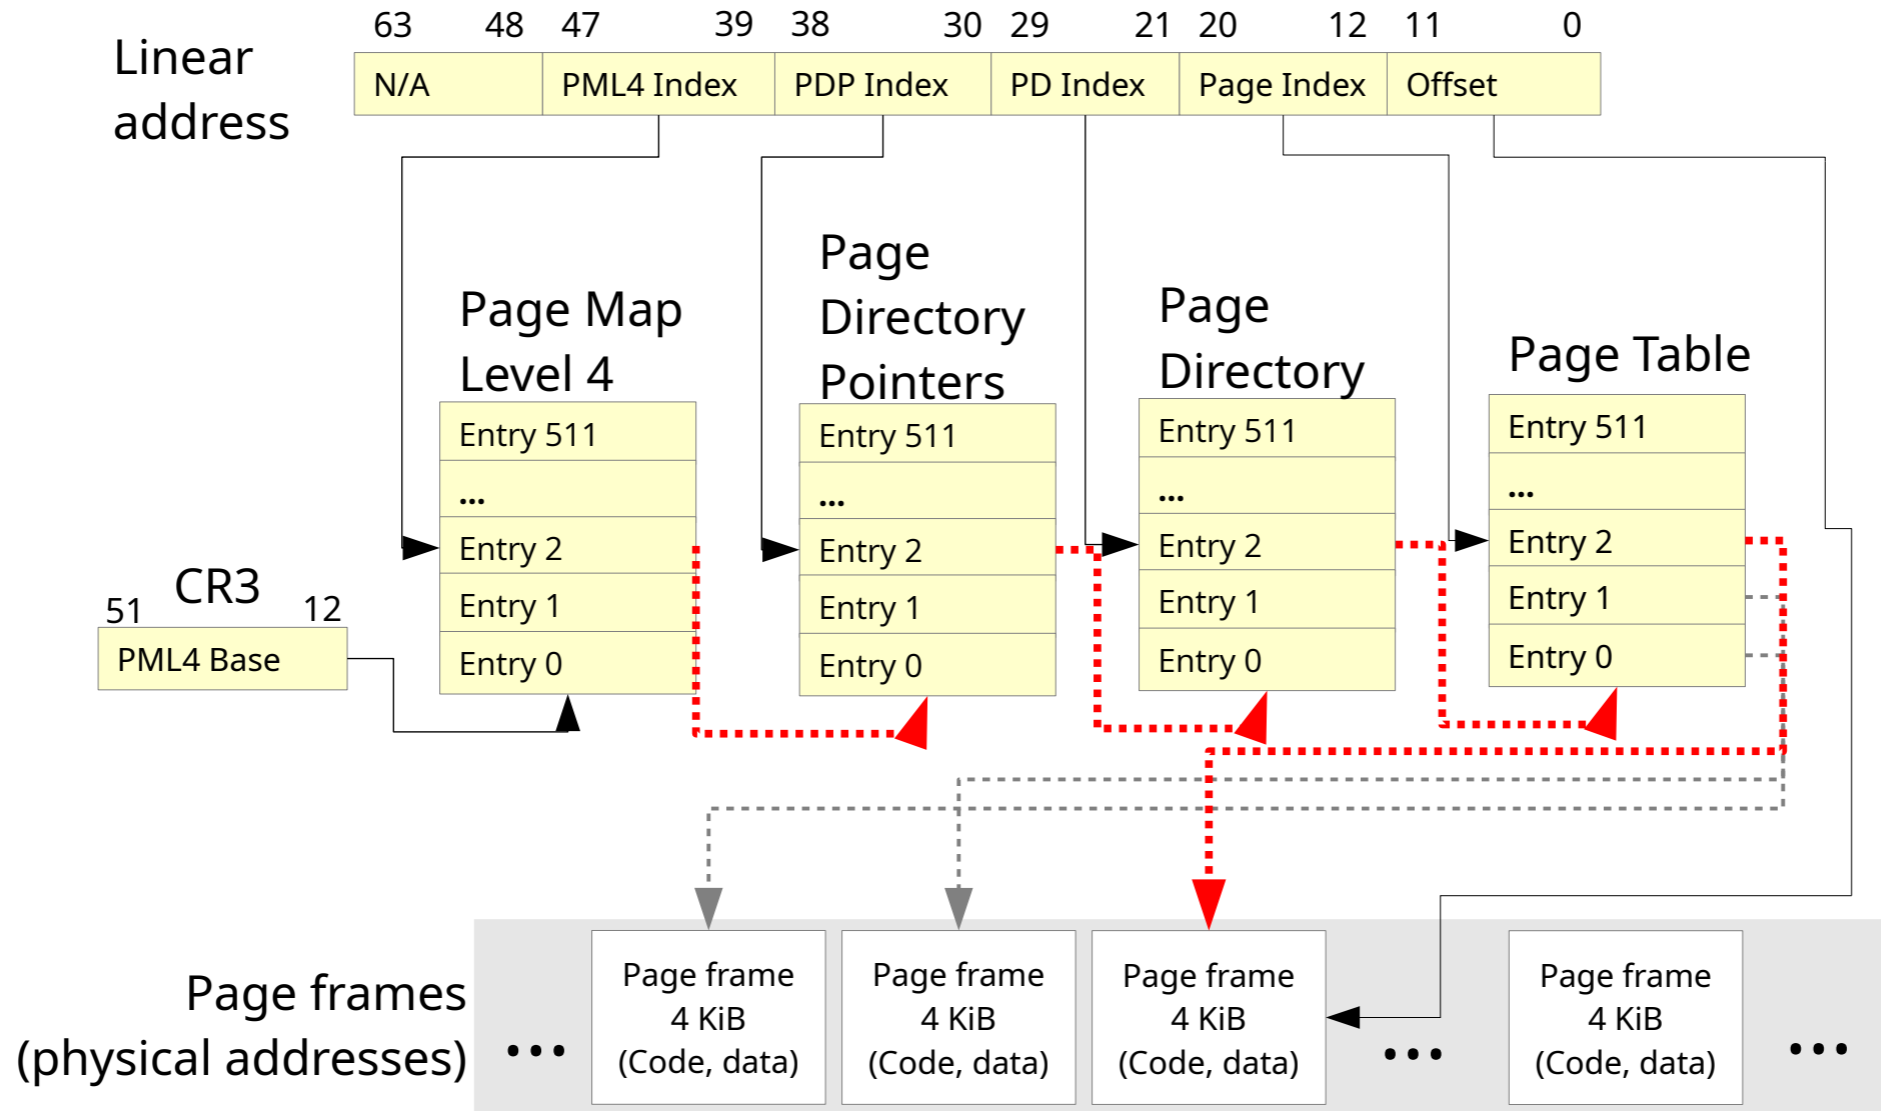 63 48 47 39 38 30 29 21 20 12 11 0
Linear
address
N/A PML4 Index PDP Index PD Index Page Index Offset
Page Map
Level 4
Entry 511
...
Entry 2
Entry 1
Entry 0
Page
Directory
Pointers
Entry 511
...
Entry 2
Entry 1
Entry 0
Page
Directory
Entry 511
...
Entry 2
Entry 1
Entry 0
Page Table
Entry 511
...
Entry 2
Entry 1
Entry 0
CR3
51 12
PML4 Base
Page frames
(physical addresses)
...
Page frame
4 KiB
(Code, data)
Page frame
4 KiB
(Code, data)
Page frame
4 KiB
(Code, data)
...
Page frame
4 KiB
(Code, data)
...